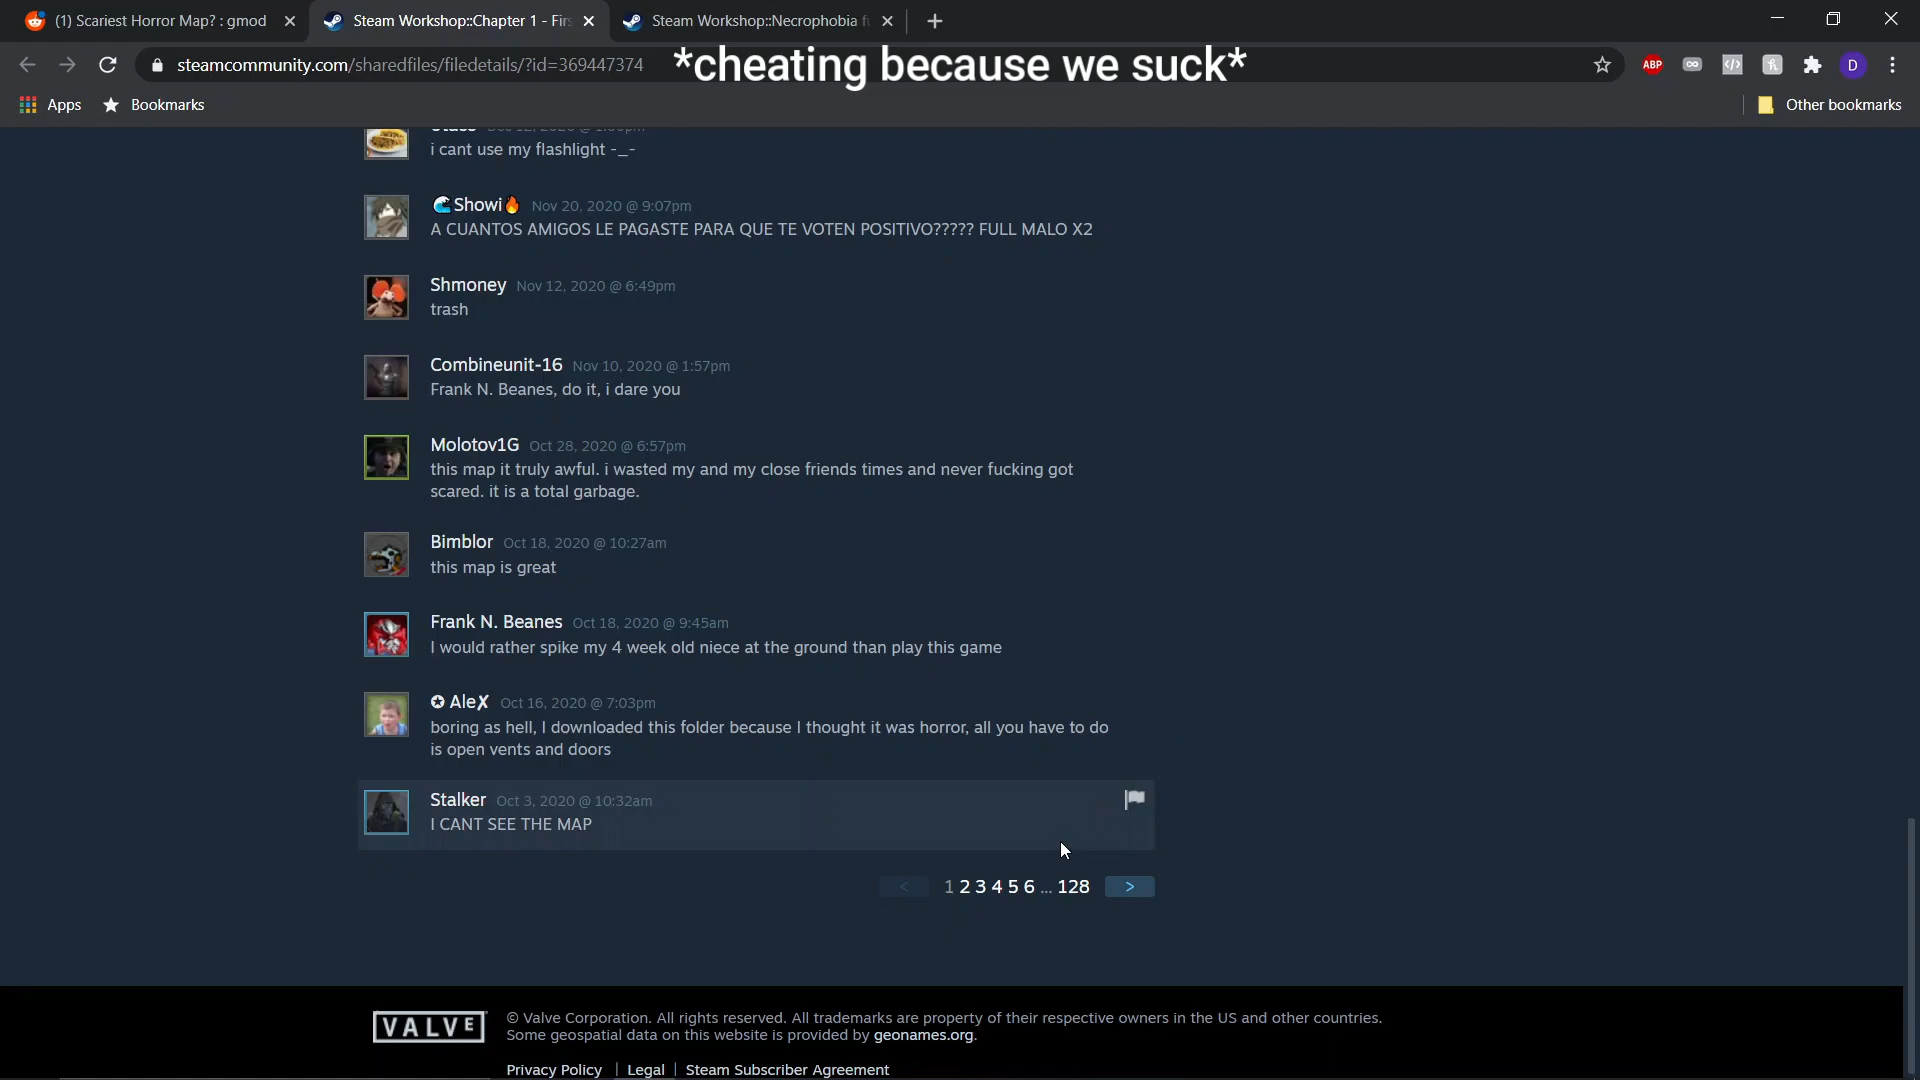 (1) Scariest Horror Map? : gmod
Steam Workshop::Chapter 1 - Firs
Steam Workshop::Necrophobia f
steamcommunity.com/sharedfiles/filedetails/?id=369447374
*cheating because we suck*
ABP
D
Apps
Bookmarks
Other bookmarks
i cant use my flashlight -_-
🌊Showi🔥 Nov 20, 2020 @ 9:07pm
A CUANTOS AMIGOS LE PAGASTE PARA QUE TE VOTEN POSITIVO????? FULL MALO X2
Shmoney Nov 12, 2020 @ 6:49pm
trash
Combineunit-16 Nov 10, 2020 @ 1:57pm
Frank N. Beanes, do it, i dare you
Molotov1G Oct 28, 2020 @ 6:57pm
this map it truly awful. i wasted my and my close friends times and never fucking got
scared. it is a total garbage.
Bimblor Oct 18, 2020 @ 10:27am
this map is great
Frank N. Beanes Oct 18, 2020 @ 9:45am
I would rather spike my 4 week old niece at the ground than play this game
✪ Ale✗ Oct 16, 2020 @ 7:03pm
boring as hell, I downloaded this folder because I thought it was horror, all you have to do
is open vents and doors
Stalker Oct 3, 2020 @ 10:32am
I CANT SEE THE MAP
< 1 2 3 4 5 6 ... 128 >
VALVE
© Valve Corporation. All rights reserved. All trademarks are property of their respective owners in the US and other countries.
Some geospatial data on this website is provided by geonames.org.
Privacy Policy | Legal | Steam Subscriber Agreement